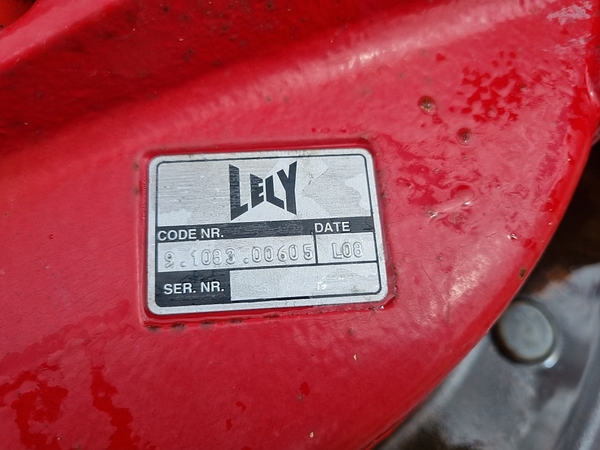 LELY
CODE NR. DATE
9.1083.00605 L08
SER. NR.